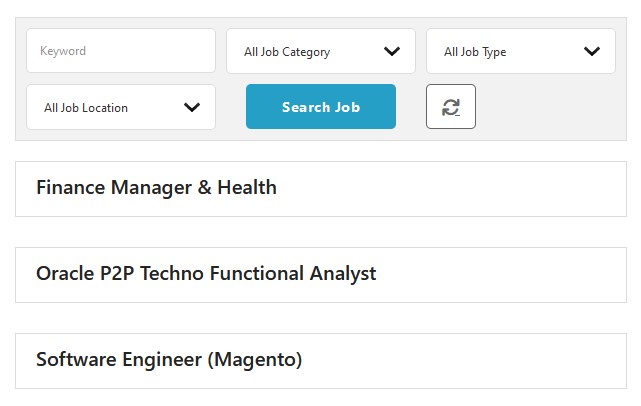 Keyword
All Job Category
All Job Type
All Job Location
Search Job
Finance Manager & Health
Oracle P2P Techno Functional Analyst
Software Engineer (Magento)